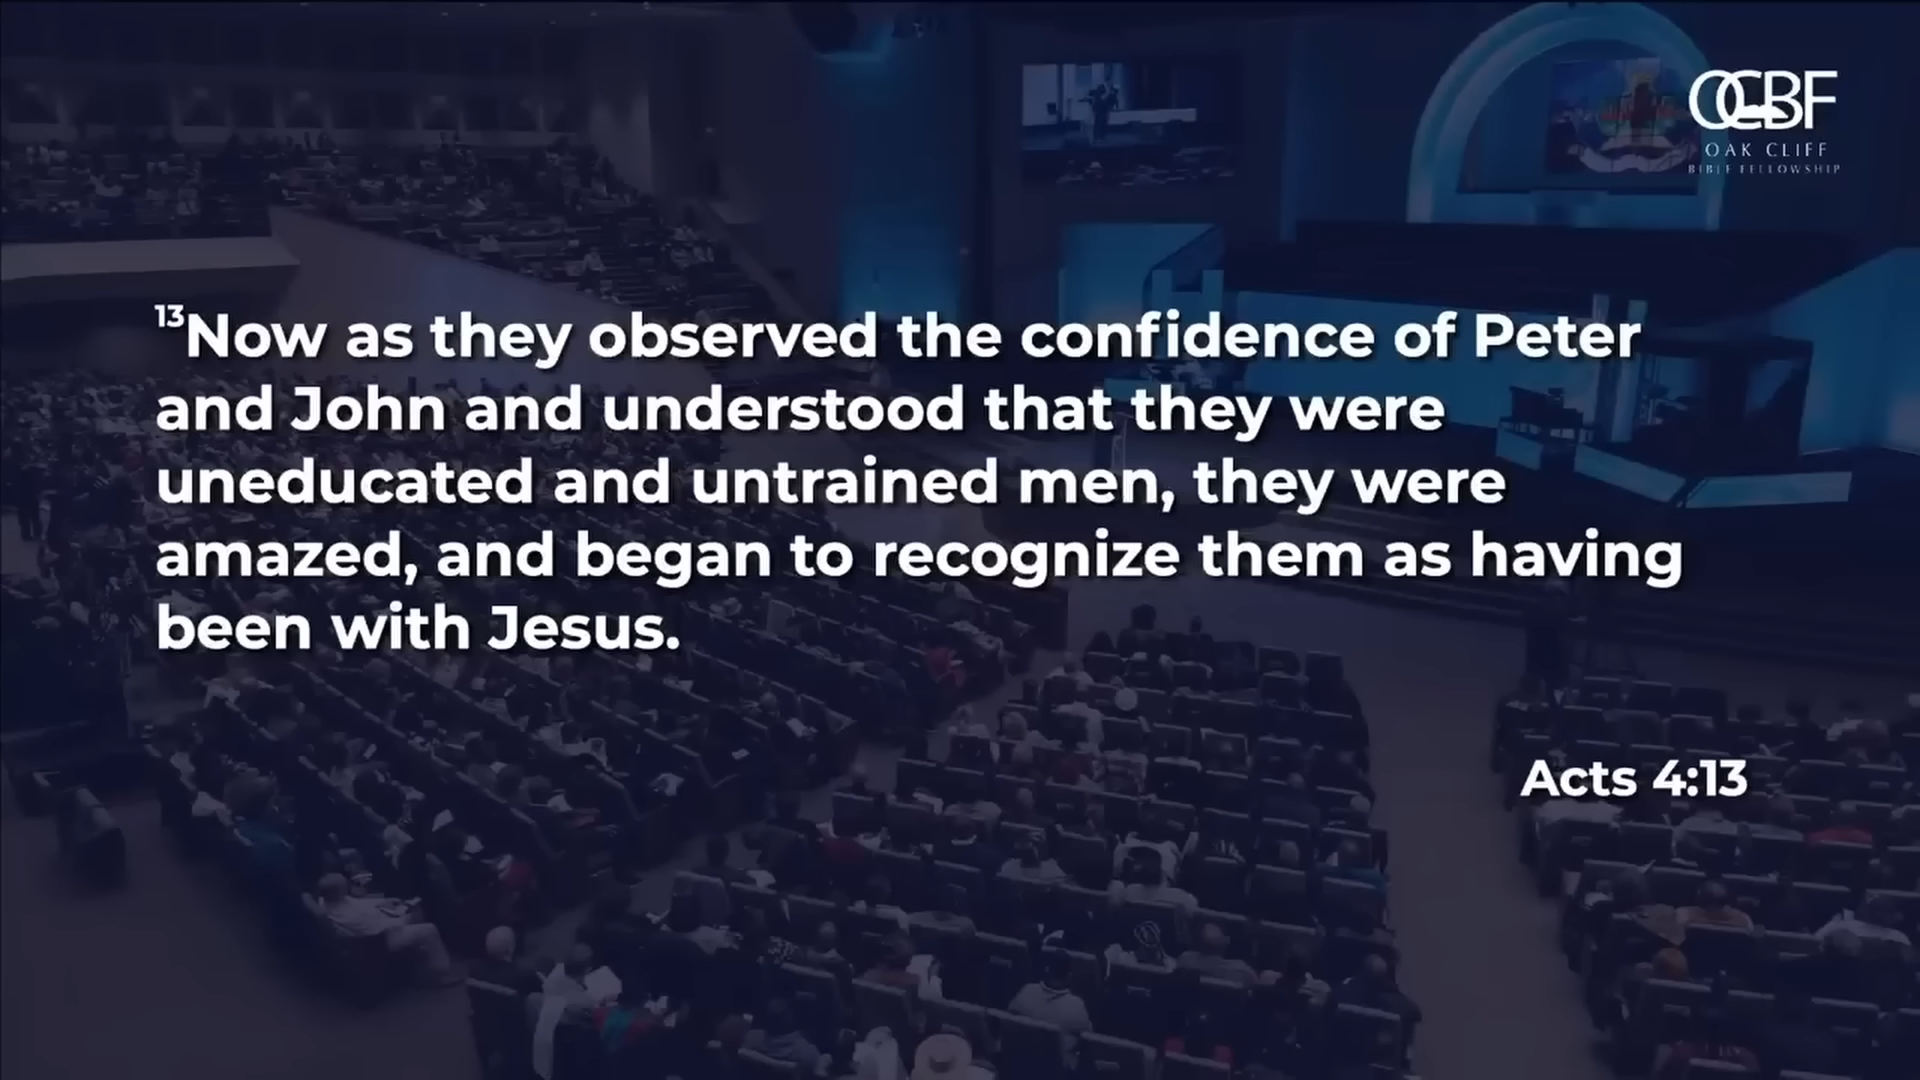 OCBF
OAK CLIFF
BIBLE FELLOWSHIP
13Now as they observed the confidence of Peter
and John and understood that they were
uneducated and untrained men, they were
amazed, and began to recognize them as having
been with Jesus.
Acts 4:13